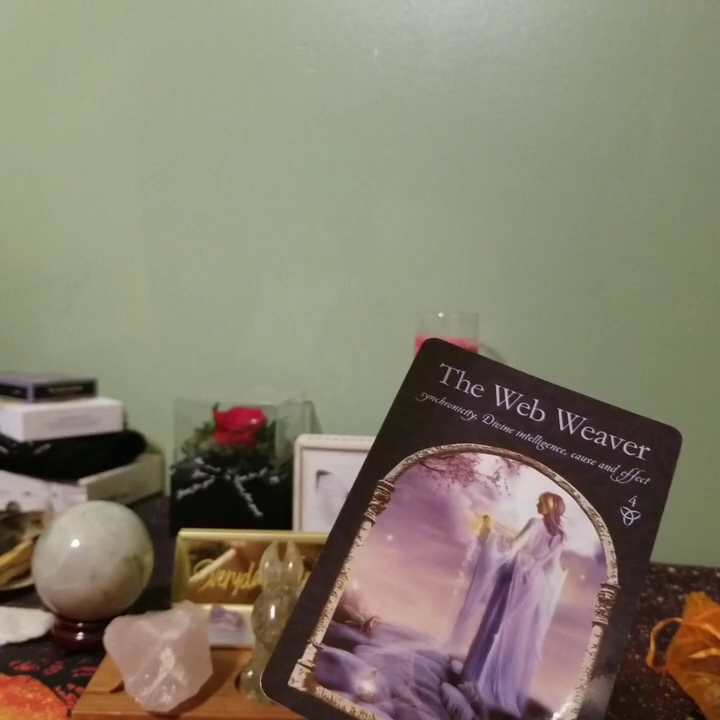 The Web Weaver
synchronicity, Divine intelligence, cause and effect
4